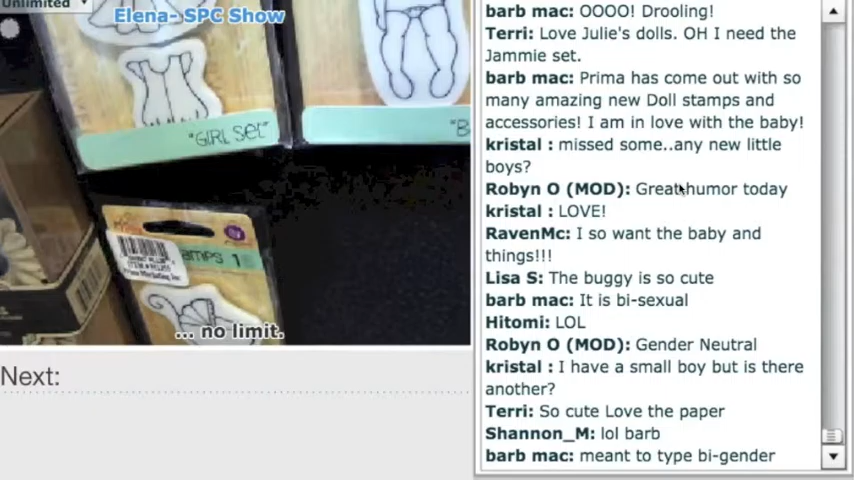 Unlimited
Elena- SPC Show
"GIRL SET"
"B
amps 1
... no limit.
Next:
barb mac: OOOO! Drooling!
Terri: Love Julie's dolls. OH I need the
Jammie set.
barb mac: Prima has come out with so
many amazing new Doll stamps and
accessories! I am in love with the baby!
kristal : missed some..any new little
boys?
Robyn O (MOD): Great humor today
kristal : LOVE!
RavenMc: I so want the baby and
things!!!
Lisa S: The buggy is so cute
barb mac: It is bi-sexual
Hitomi: LOL
Robyn O (MOD): Gender Neutral
kristal : I have a small boy but is there
another?
Terri: So cute Love the paper
Shannon_M: lol barb
barb mac: meant to type bi-gender